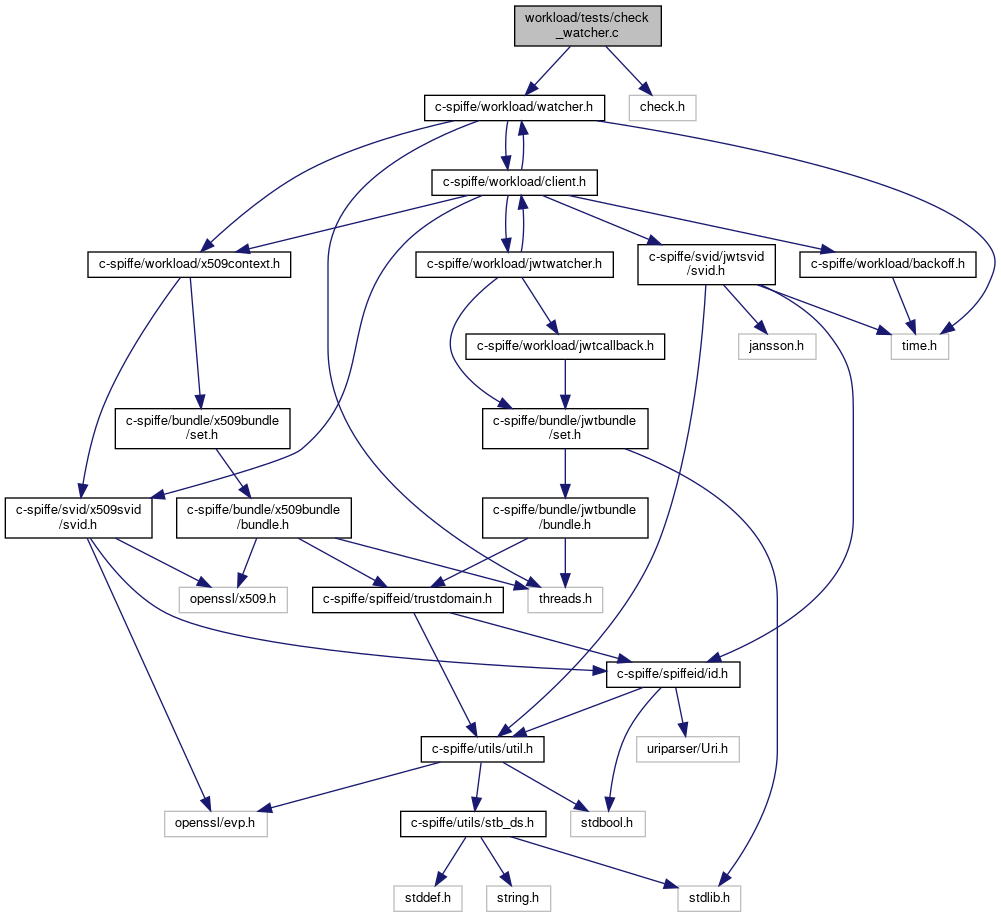 workload/tests/check
_watcher.c
c-spiffe/workload/watcher.h
check.h
c-spiffe/workload/client.h
c-spiffe/workload/x509context.h
c-spiffe/workload/jwtwatcher.h
c-spiffe/svid/jwtsvid
/svid.h
c-spiffe/workload/backoff.h
c-spiffe/workload/jwtcallback.h
jansson.h
time.h
c-spiffe/bundle/x509bundle
/set.h
c-spiffe/bundle/jwtbundle
/set.h
c-spiffe/svid/x509svid
/svid.h
c-spiffe/bundle/x509bundle
/bundle.h
c-spiffe/bundle/jwtbundle
/bundle.h
openssl/x509.h
c-spiffe/spiffeid/trustdomain.h
threads.h
c-spiffe/spiffeid/id.h
c-spiffe/utils/util.h
uriparser/Uri.h
openssl/evp.h
c-spiffe/utils/stb_ds.h
stdbool.h
stddef.h
string.h
stdlib.h